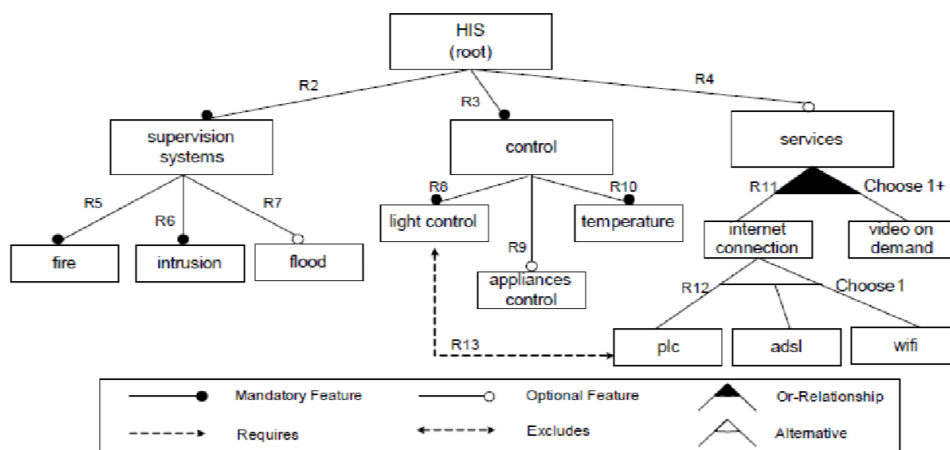 HIS
(root)
R2
R3
R4
supervision
systems
control
services
R5
R6
R7
R8
R10
R11
Choose 1+
fire
intrusion
flood
light control
R9
temperature
internet
connection
video on
demand
appliances
control
R12
Choose 1
R13
plc
adsl
wifi
Mandatory Feature
Optional Feature
Or-Relationship
Requires
Excludes
Alternative